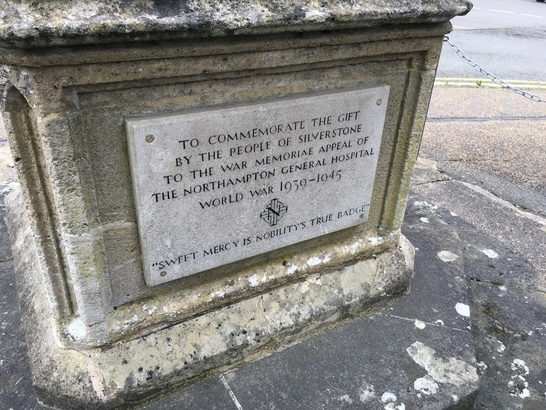 TO COMMEMORATE THE GIFT
BY THE PEOPLE OF SILVERSTONE
TO THE WAR MEMORIAE APPEAL OF
THE NORTHAMPTON GENERAL HOSPITAL
WORLD WAR 1939-1945
N
"SWEET MERCY IS NOBILITY'S TRUE BADGE"